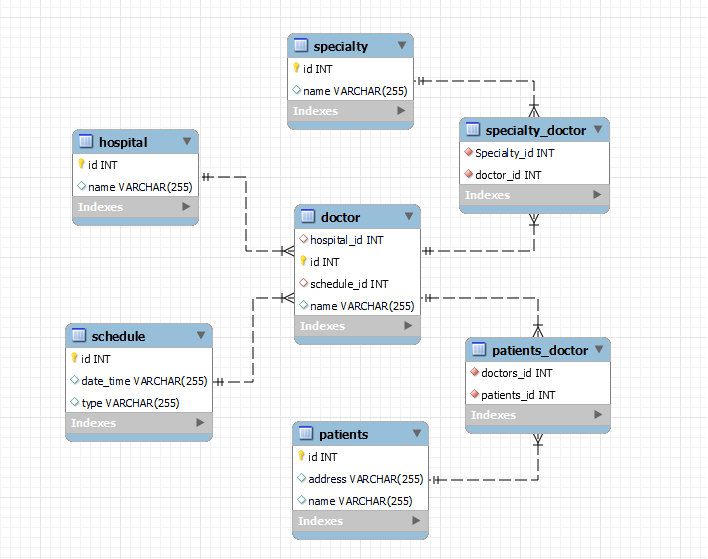 specialty
id INT
name VARCHAR(255)
Indexes
hospital
id INT
name VARCHAR(255)
Indexes
specialty_doctor
Specialty_id INT
doctor_id INT
Indexes
doctor
hospital_id INT
id INT
schedule_id INT
name VARCHAR(255)
Indexes
schedule
id INT
date_time VARCHAR(255)
type VARCHAR(255)
Indexes
patients_doctor
doctors_id INT
patients_id INT
Indexes
patients
id INT
address VARCHAR(255)
name VARCHAR(255)
Indexes